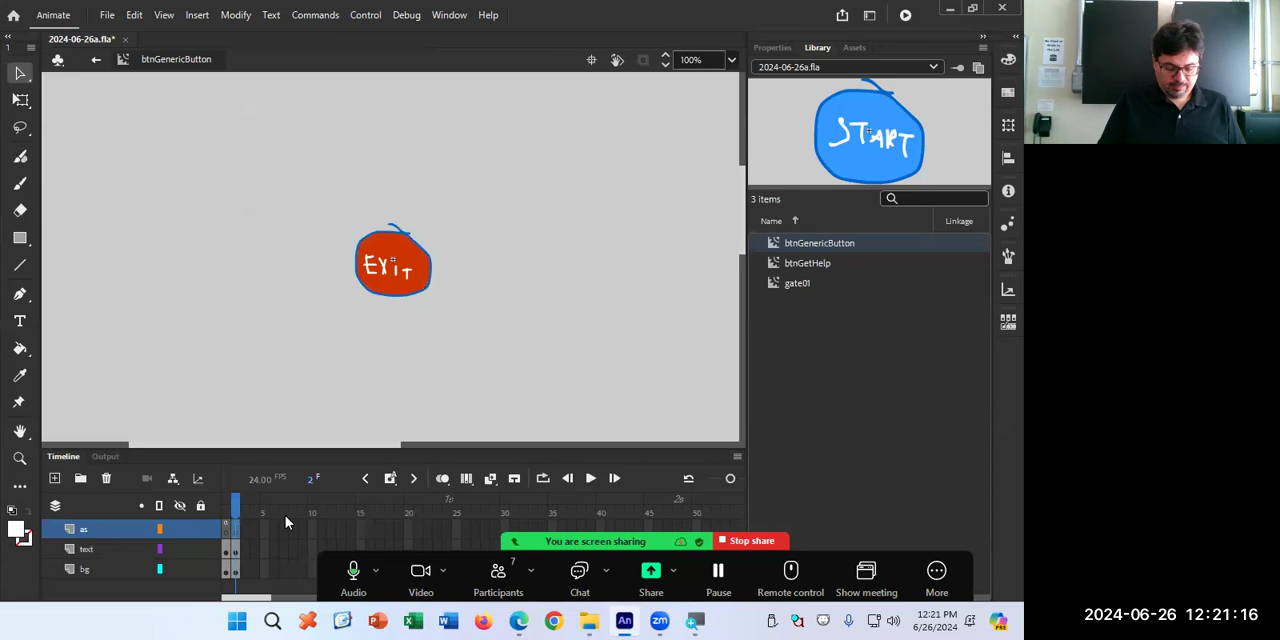 Animate File Edit View Insert Modify Text Commands Control Debug Window Help
2024-06-26a.fla* ×
btnGenericButton 100%
Properties Library Assets
2024-06-26a.fla
START
3 items
Name Linkage
btnGenericButton
btnGetHelp
gate01
EXIT
Timeline Output
24.00 FPS 2 F
1s 2s
5 10 15 20 25 30 35 40 45 50
as
text
bg
You are screen sharing Stop share
7
Audio Video Participants Chat Share Pause Remote control Show meeting More
12:21 PM
6/26/2024
2024-06-26 12:21:16